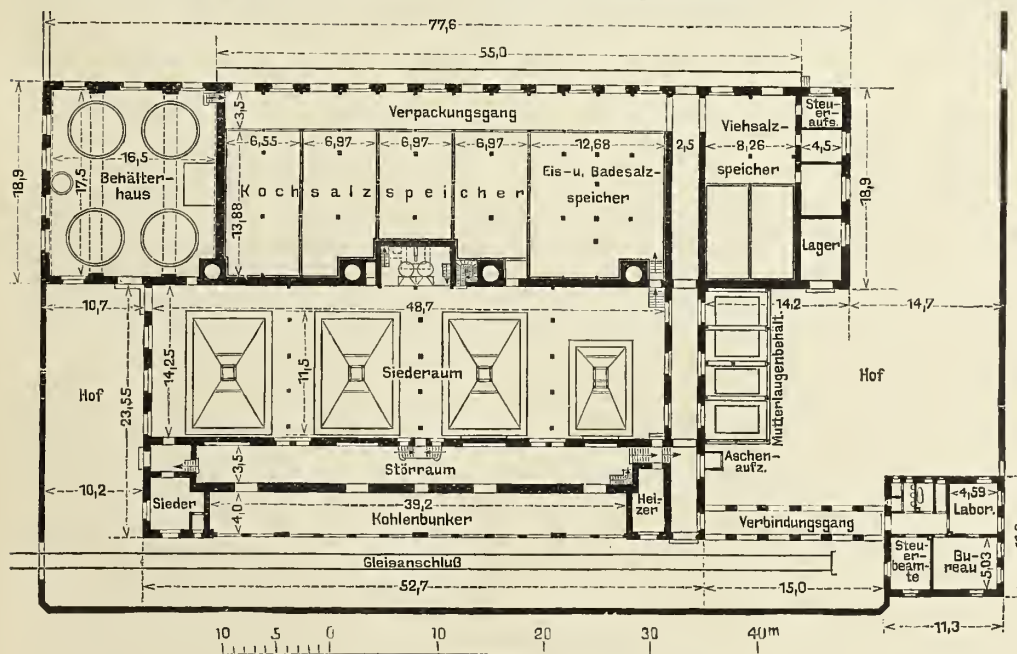 77,6
55,0
18,9
3,5
Verpackungsgang
Viehsalz-
speicher
Steu-
eraufs.
16,5
17,5
Behälter-
haus
6,55
6,97
6,97
6,97
12,68
2,5
8,26
4,5
Kochsalzspeicher
13,88
Eis- u. Badesalz-
speicher
Lager
18,9
10,7
48,7
14,2
14,7
Hof
23,55
14,25
11,5
Siederaum
Mutterlaugenbehält.
Hof
Aschen-
aufz.
3,5
Störraum
10,2
Sieder
4,0
39,2
Kohlenbunker
Hei-
zer
Verbindungsgang
4,59
Labor.
Gleisanschluß
Steu-
er-
beam-
te
Bu-
reau
5,03
52,7
15,0
11,3
10 5 0 10 20 30 40 m